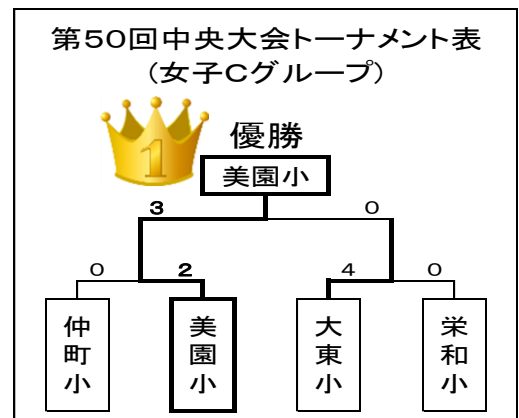 第50回中央大会トーナメント表
（女子Cグループ）
1
優勝
美園小
3 0
0 2 4 0
仲町小 美園小 大東小 栄和小